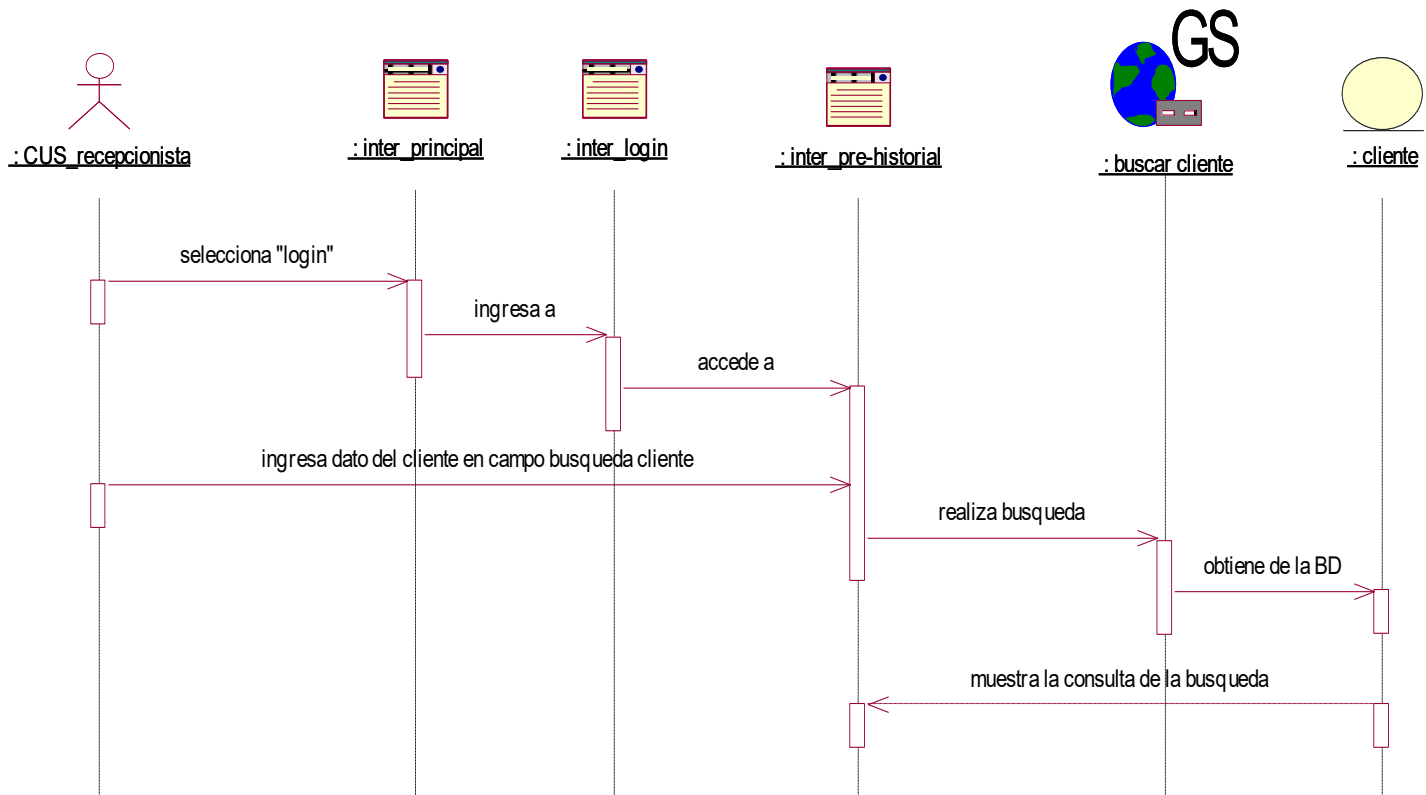 GS
: CUS_recepcionista
: inter_principal
: inter_login
: inter_pre-historial
: buscar cliente
: cliente
selecciona "login"
ingresa a
accede a
ingresa dato del cliente en campo busqueda cliente
realiza busqueda
obtiene de la BD
muestra la consulta de la busqueda